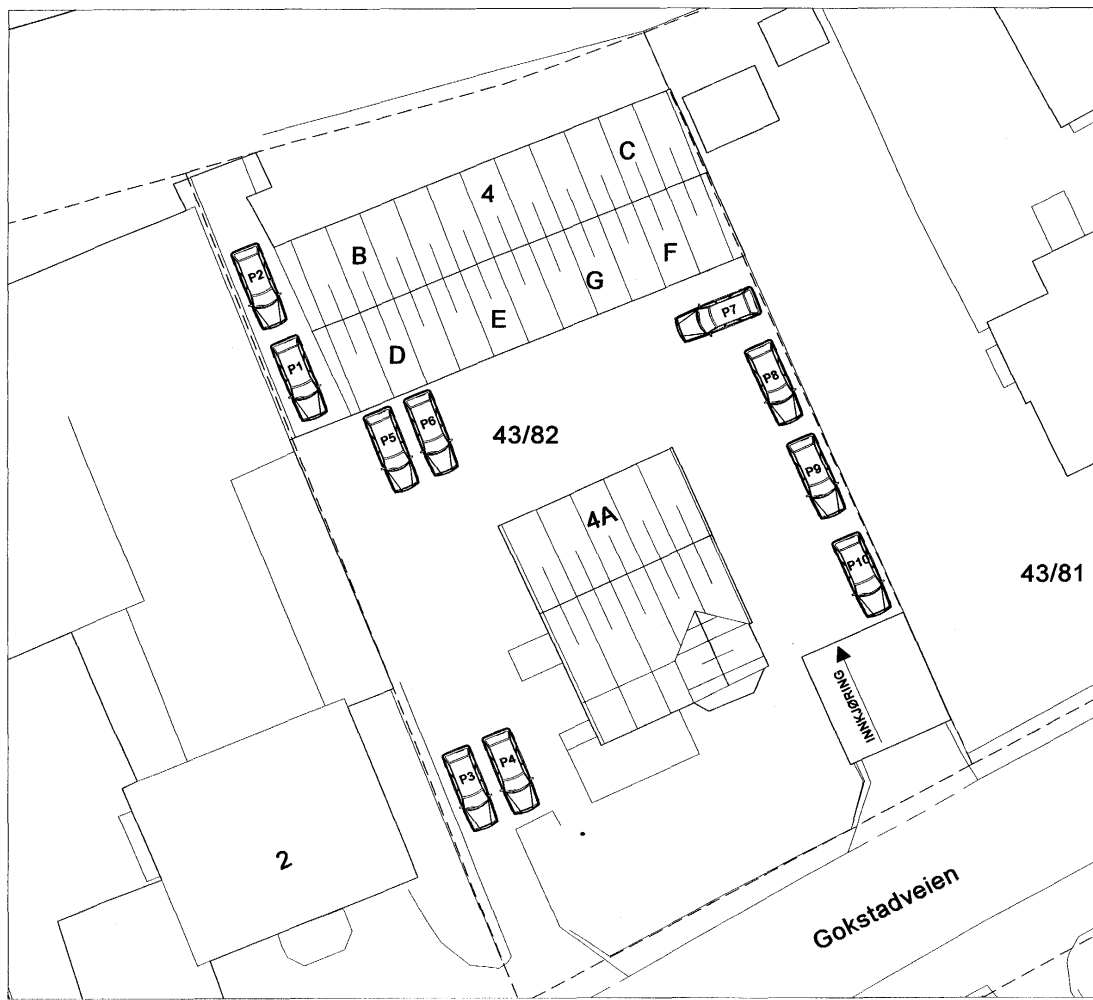 C
4
B
F
G
E
D
P2
P7
P1
P8
P6
P5
43/82
P9
4A
P10
43/81
INNKJØRING
P4
P3
2
Gokstadveien